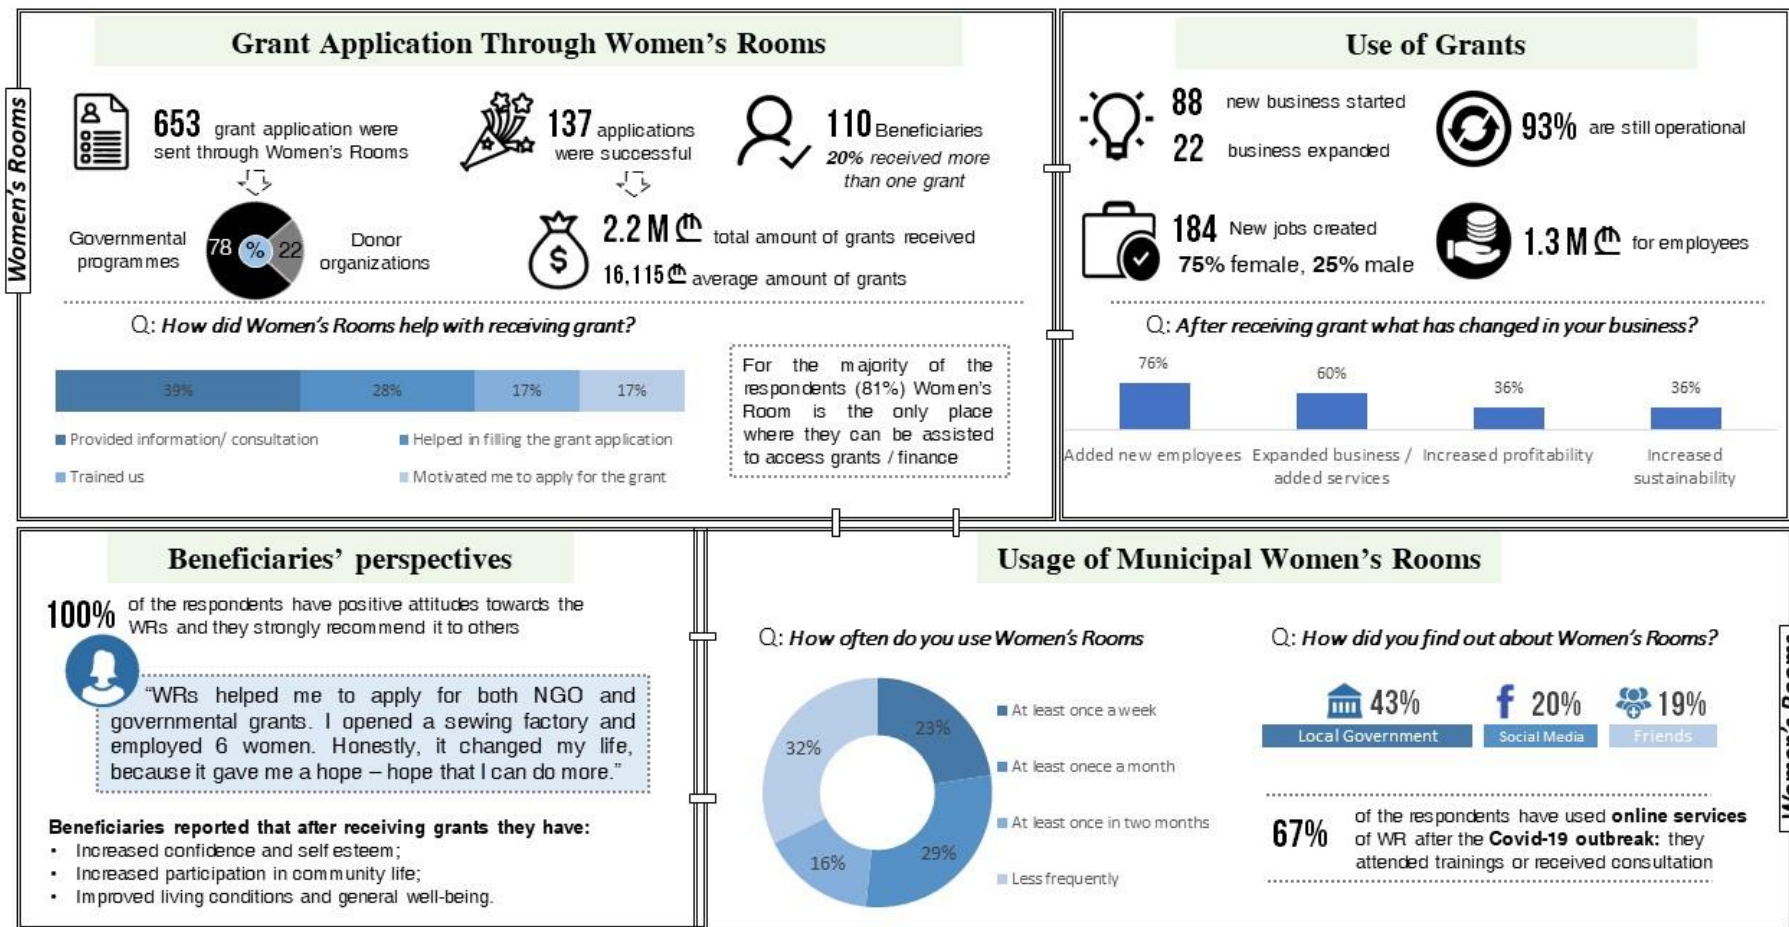 Women's Rooms
Grant Application Through Women's Rooms
653 grant application were
sent through Women's Rooms
137 applications
were successful
110 Beneficiaries
20% received more
than one grant
Governmental
programmes
78 % 22
Donor
organizations
$
2.2 M ₾ total amount of grants received
16,115 ₾ average amount of grants
Q: How did Women's Rooms help with receiving grant?
39% 28% 17% 17%
Provided information/ consultation
Helped in filling the grant application
Trained us
Motivated me to apply for the grant
For the majority of the
respondents (81%) Women's
Room is the only place
where they can be assisted
to access grants / finance
Use of Grants
88 new business started
22 business expanded
93% are still operational
184 New jobs created
75% female, 25% male
1.3 M ₾ for employees
Q: After receiving grant what has changed in your business?
76% 60% 36% 36%
Added new employees
Expanded business /
added services
Increased profitability
Increased
sustainability
Beneficiaries' perspectives
100% of the respondents have positive attitudes towards the
WRs and they strongly recommend it to others
“WRs helped me to apply for both NGO and
governmental grants. I opened a sewing factory and
employed 6 women. Honestly, it changed my life,
because it gave me a hope – hope that I can do more.”
Beneficiaries reported that after receiving grants they have:
• Increased confidence and self esteem;
• Increased participation in community life;
• Improved living conditions and general well-being.
Usage of Municipal Women's Rooms
Q: How often do you use Women's Rooms
23%
29%
16%
32%
At least once a week
At least onece a month
At least once in two months
Less frequently
Q: How did you find out about Women's Rooms?
43%
Local Government
f 20%
Social Media
19%
Friends
67% of the respondents have used online services
of WR after the Covid-19 outbreak: they
attended trainings or received consultation
Women's Rooms